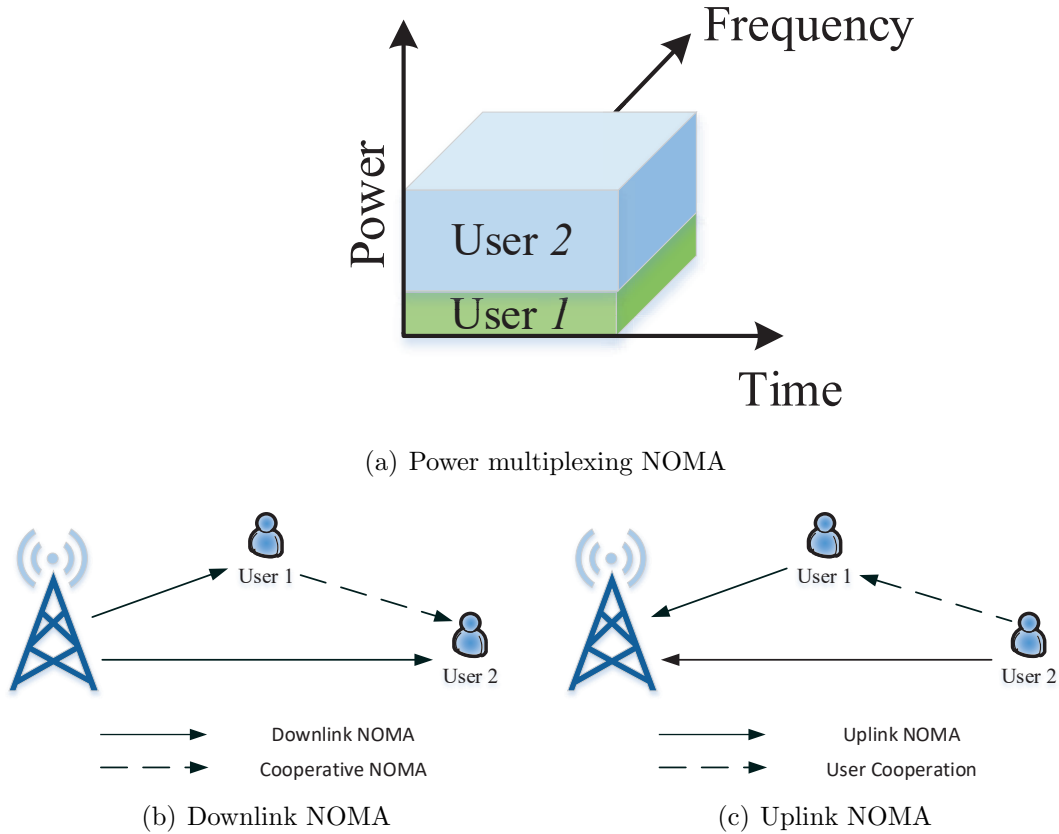 Frequency
Power
User 2
User 1
Time
(a) Power multiplexing NOMA
User 1
User 2
Downlink NOMA
Cooperative NOMA
(b) Downlink NOMA
User 1
User 2
Uplink NOMA
User Cooperation
(c) Uplink NOMA